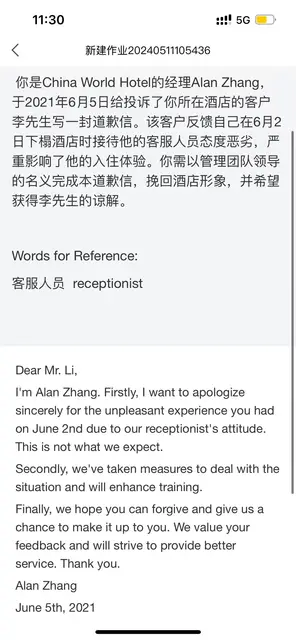 11:30
5G
新建作业20240511105436
你是China World Hotel的经理Alan Zhang，
于2021年6月5日给投诉了你所在酒店的客户
李先生写一封道歉信。该客户反馈自己在6月2
日下榻酒店时接待他的客服人员态度恶劣，严
重影响了他的入住体验。你需以管理团队领导
的名义完成本道歉信，挽回酒店形象，并希望
获得李先生的谅解。
Words for Reference:
客服人员 receptionist
Dear Mr. Li,
I'm Alan Zhang. Firstly, I want to apologize
sincerely for the unpleasant experience you had
on June 2nd due to our receptionist's attitude.
This is not what we expect.
Secondly, we've taken measures to deal with the
situation and will enhance training.
Finally, we hope you can forgive and give us a
chance to make it up to you. We value your
feedback and will strive to provide better
service. Thank you.
Alan Zhang
June 5th, 2021